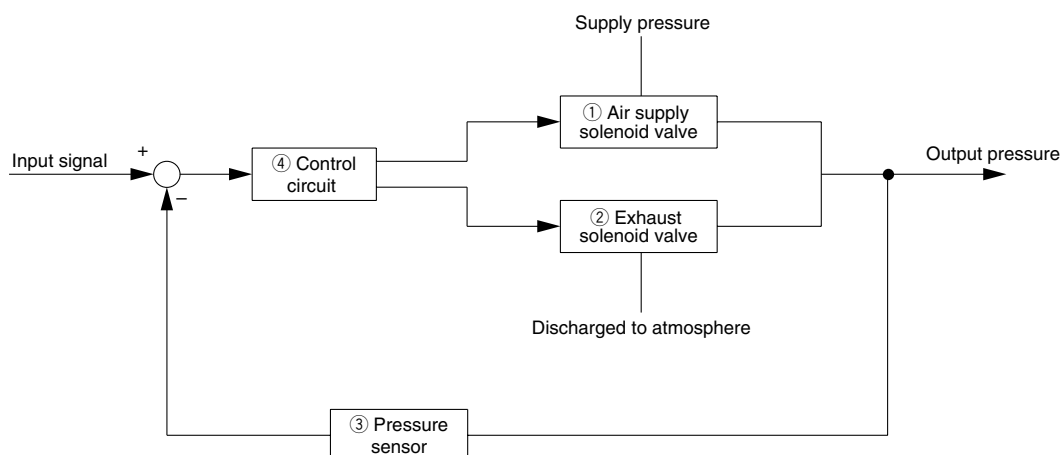 Supply pressure
① Air supply
solenoid valve
Input signal
+
④ Control
circuit
Output pressure
−
② Exhaust
solenoid valve
Discharged to atmosphere
③ Pressure
sensor